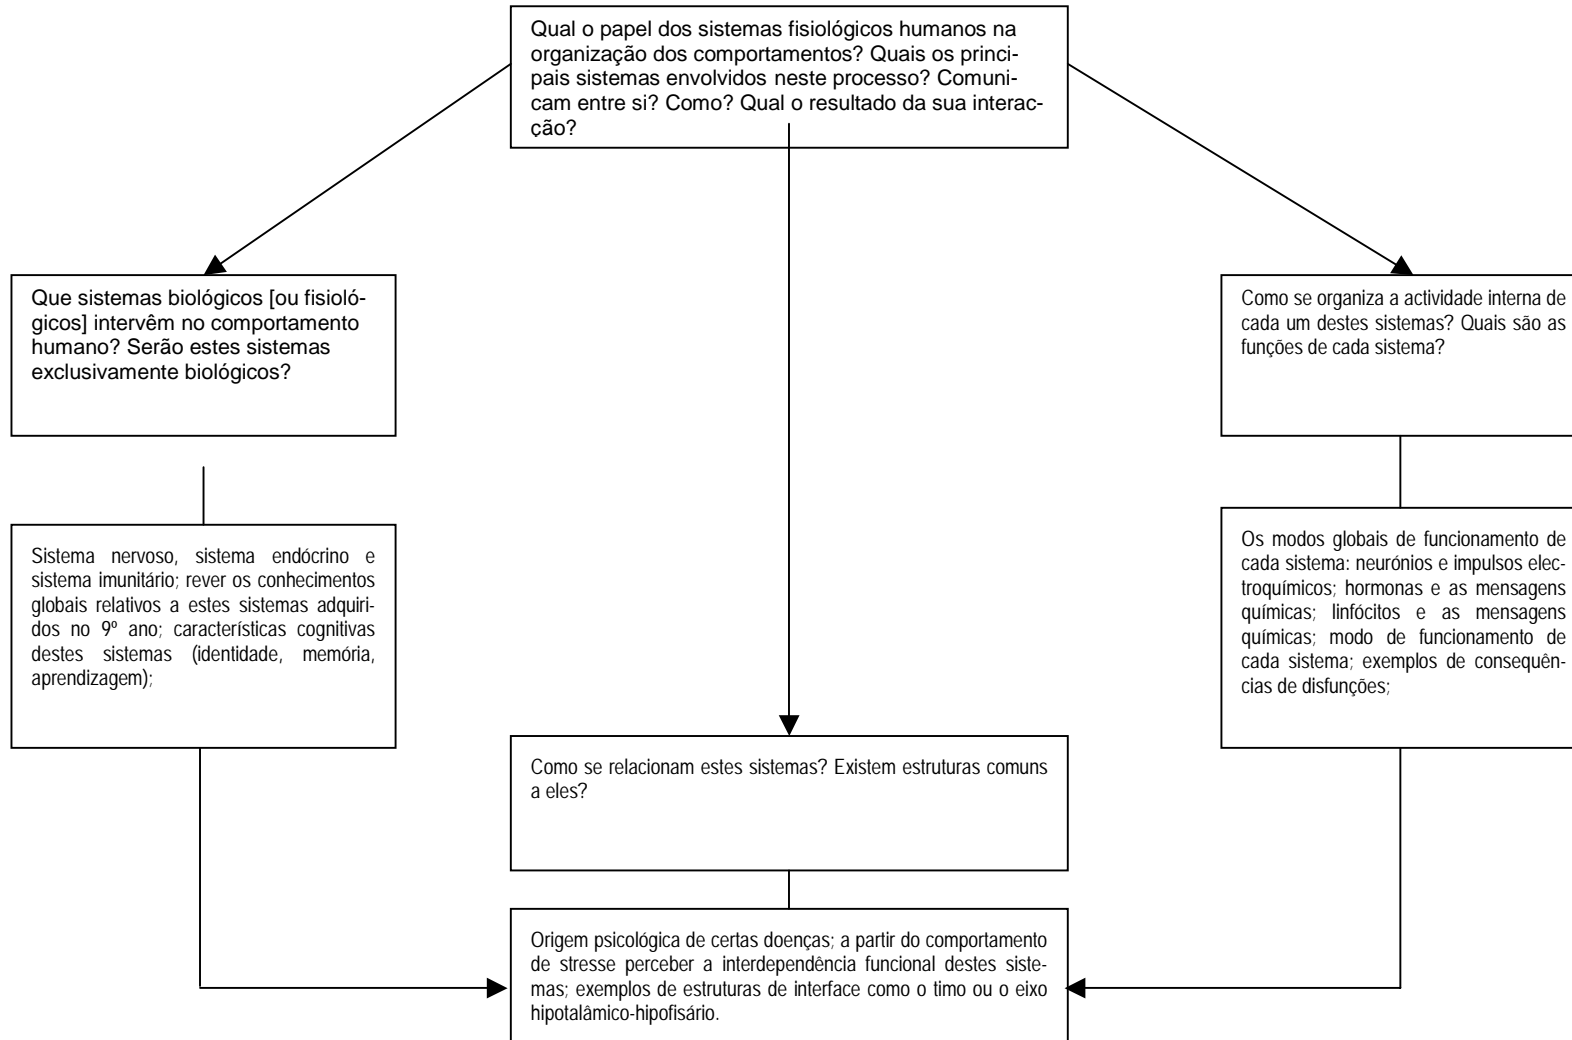 Qual o papel dos sistemas fisiológicos humanos na
organização dos comportamentos? Quais os princi-
pais sistemas envolvidos neste processo? Comuni-
cam entre si? Como? Qual o resultado da sua interac-
ção?
Que sistemas biológicos [ou fisioló-
gicos] intervêm no comportamento
humano? Serão estes sistemas
exclusivamente biológicos?
Como se organiza a actividade interna de
cada um destes sistemas? Quais são as
funções de cada sistema?
Sistema nervoso, sistema endócrino e
sistema imunitário; rever os conhecimentos
globais relativos a estes sistemas adquiri-
dos no 9º ano; características cognitivas
destes sistemas (identidade, memória,
aprendizagem);
Os modos globais de funcionamento de
cada sistema: neurónios e impulsos elec-
troquímicos; hormonas e as mensagens
químicas; linfócitos e as mensagens
químicas; modo de funcionamento de
cada sistema; exemplos de consequên-
cias de disfunções;
Como se relacionam estes sistemas? Existem estruturas comuns
a eles?
Origem psicológica de certas doenças; a partir do comportamento
de stresse perceber a interdependência funcional destes siste-
mas; exemplos de estruturas de interface como o timo ou o eixo
hipotalâmico-hipofisário.